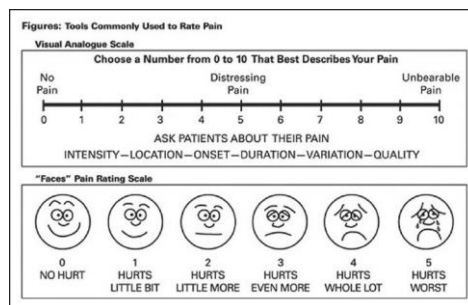 Figures: Tools Commonly Used to Rate Pain
Visual Analogue Scale
Choose a Number from 0 to 10 That Best Describes Your Pain
No Pain
Distressing Pain
Unbearable Pain
0 1 2 3 4 5 6 7 8 9 10
ASK PATIENTS ABOUT THEIR PAIN
INTENSITY—LOCATION—ONSET—DURATION—VARIATION—QUALITY
"Faces" Pain Rating Scale
0 NO HURT
1 HURTS LITTLE BIT
2 HURTS LITTLE MORE
3 HURTS EVEN MORE
4 HURTS WHOLE LOT
5 HURTS WORST